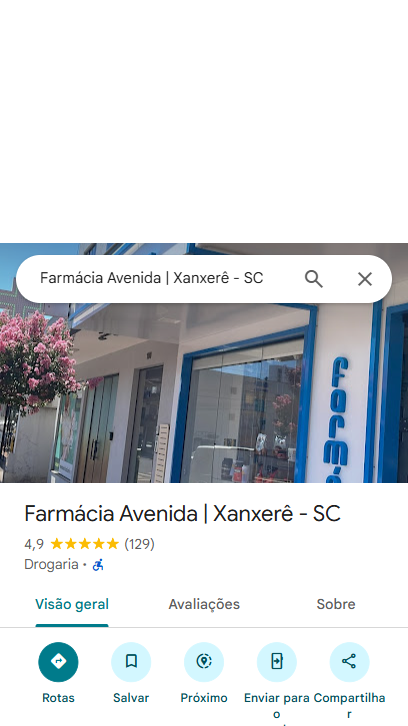 Farmácia Avenida | Xanxerê - SC
Farmácia Avenida | Xanxerê - SC
4,9 (129)
Drogaria ·
Visão geral
Avaliações
Sobre
Rotas
Salvar
Próximo
Enviar para o
Compartilhar